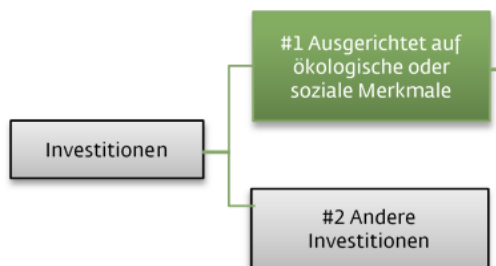 #1 Ausgerichtet auf
ökologische oder
soziale Merkmale
Investitionen
#2 Andere
Investitionen